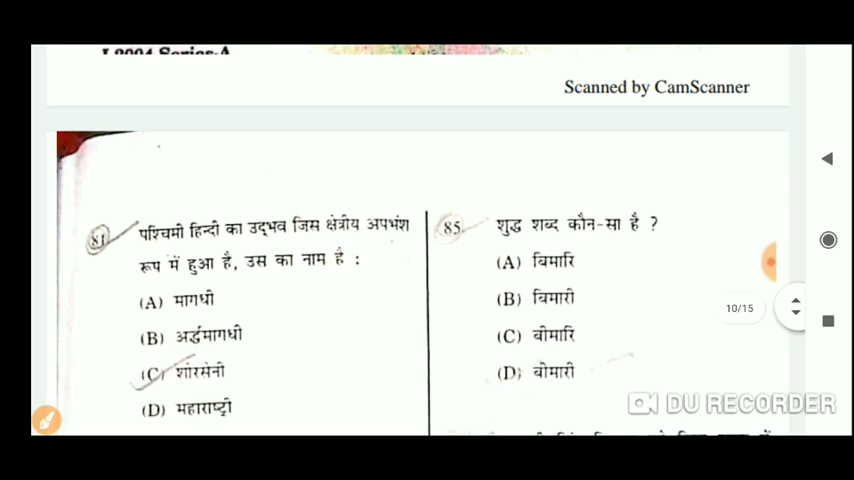 Scanned by CamScanner
81 पश्चिमी हिन्दी का उद्भव जिस क्षेत्रीय अपभंश
रूप में हुआ है, उस का नाम है :
(A) मागधी
(B) अर्द्धमागधी
(C) शौरसेनी
(D) महाराष्ट्री
85. शुद्ध शब्द कौन-सा है ?
(A) बिमारि
(B) बिमारी
(C) बीमारि
(D) बीमारी
10/15
DU RECORDER